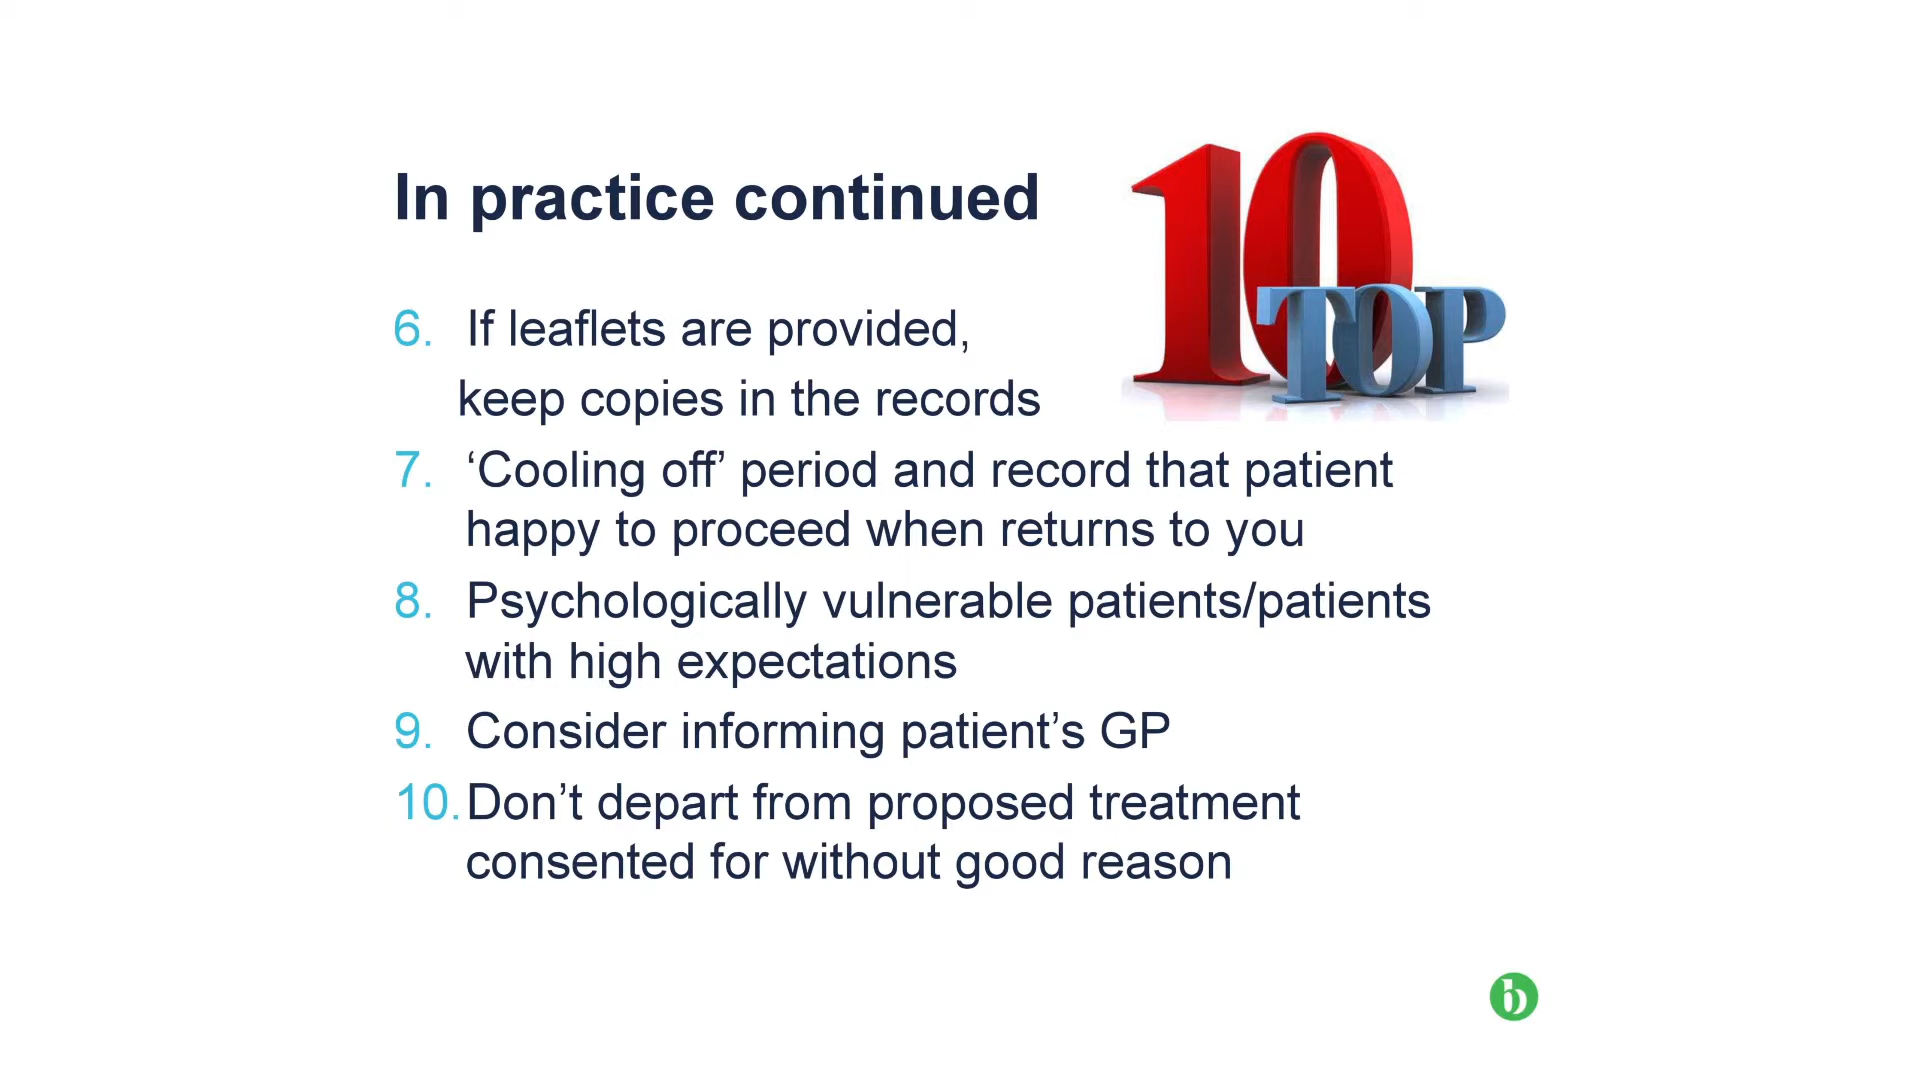 In practice continued
10
TOP
6. If leaflets are provided,
keep copies in the records
7. ‘Cooling off’ period and record that patient
happy to proceed when returns to you
8. Psychologically vulnerable patients/patients
with high expectations
9. Consider informing patient’s GP
10. Don’t depart from proposed treatment
consented for without good reason
b